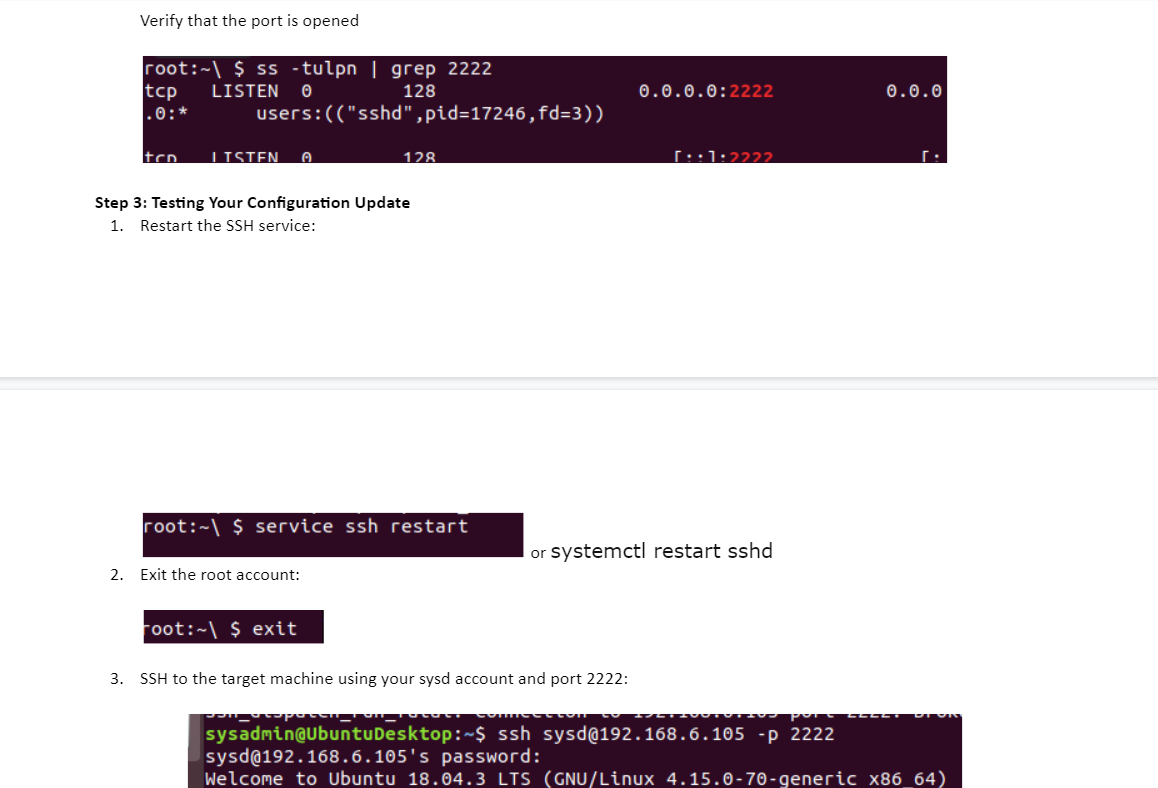 Verify that the port is opened
root:~\ $ ss -tulpn | grep 2222
tcp LISTEN 0 128 0.0.0.0:2222 0.0.0
.0:* users:(("sshd",pid=17246,fd=3))
tcp LISTEN 0 128 [::]:2222 [:
Step 3: Testing Your Configuration Update
1. Restart the SSH service:
root:~\ $ service ssh restart
or systemctl restart sshd
2. Exit the root account:
root:~\ $ exit
3. SSH to the target machine using your sysd account and port 2222:
sysadmin@UbuntuDesktop:~$ ssh sysd@192.168.6.105 -p 2222
sysd@192.168.6.105's password:
Welcome to Ubuntu 18.04.3 LTS (GNU/Linux 4.15.0-70-generic x86_64)